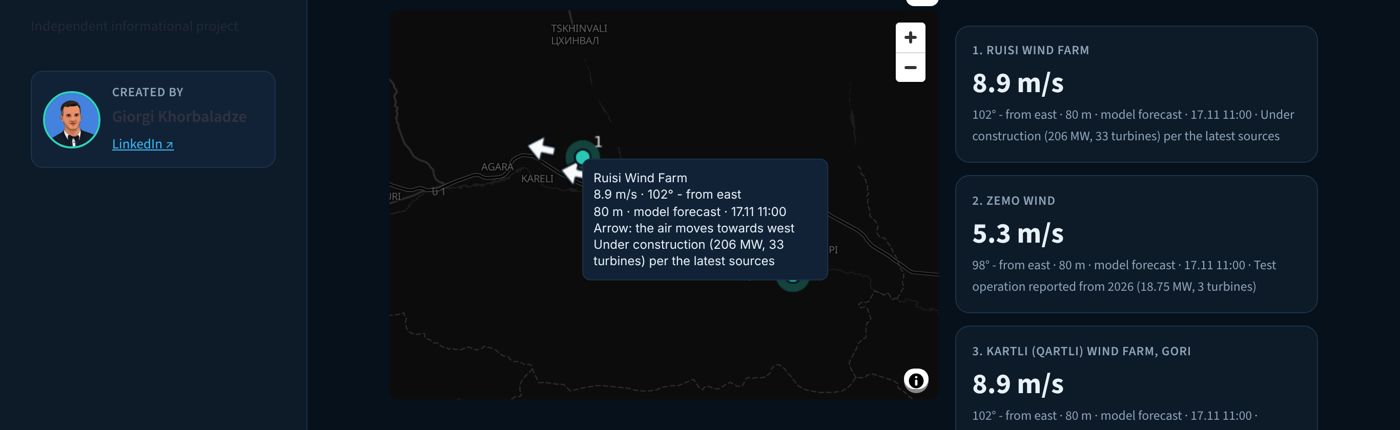 Independent informational project
CREATED BY
Giorgi Khorbaladze
LinkedIn ↗
TSKHINVALI
ЦХИНВАЛ
1
AGARA
KARELI
Ruisi Wind Farm
8.9 m/s · 102° - from east
80 m · model forecast · 17.11 11:00
Arrow: the air moves towards west
Under construction (206 MW, 33
turbines) per the latest sources
+
−
1. RUISI WIND FARM
8.9 m/s
102° - from east · 80 m · model forecast · 17.11 11:00 · Under
construction (206 MW, 33 turbines) per the latest sources
2. ZEMO WIND
5.3 m/s
98° - from east · 80 m · model forecast · 17.11 11:00 · Test
operation reported from 2026 (18.75 MW, 3 turbines)
3. KARTLI (QARTLI) WIND FARM, GORI
8.9 m/s
102° - from east · 80 m · model forecast · 17.11 11:00 ·